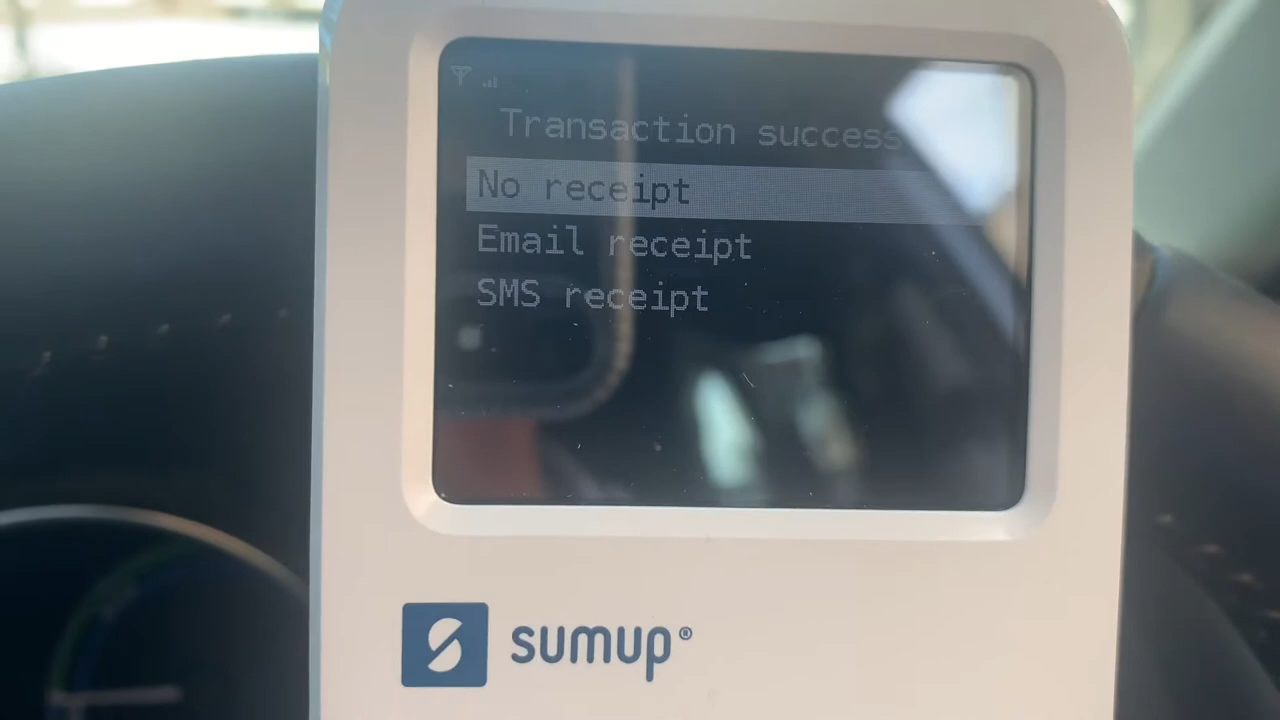 Transaction success
No receipt
Email receipt
SMS receipt
sumup®